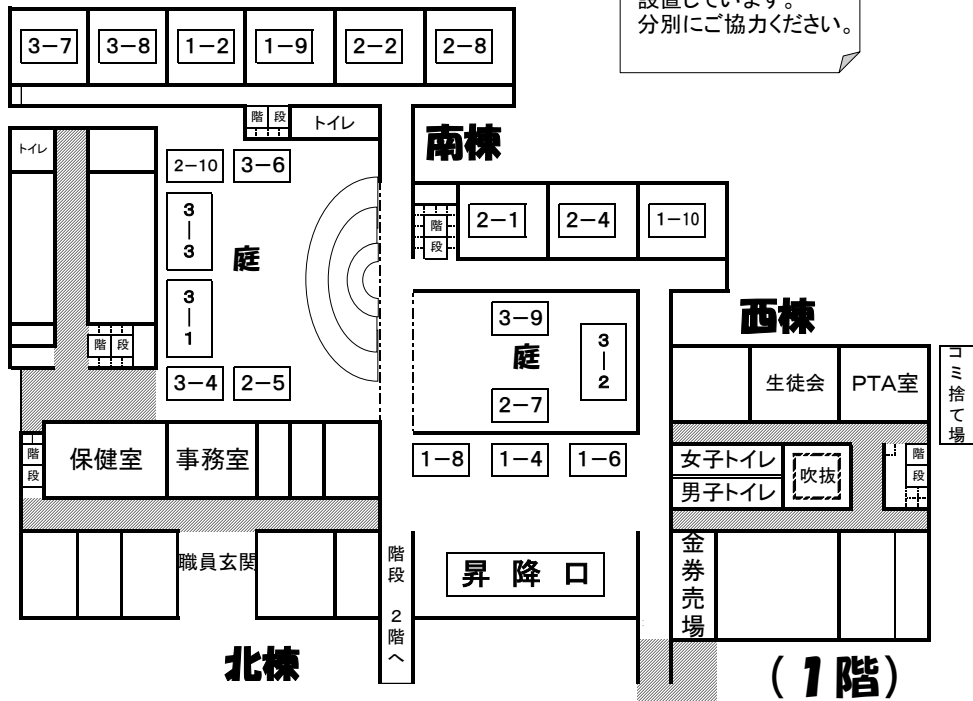 設置しています。
分別にご協力ください。
3－7
3－8
1－2
1－9
2－2
2－8
階段
トイレ
南棟
トイレ
2－10
3－6
3－3
庭
3－1
階段
2－1
2－4
1－10
3－9
庭
3－2
西棟
階段
3－4
2－5
2－7
生徒会
PTA室
ゴミ捨て場
階段
保健室
事務室
1－8
1－4
1－6
女子トイレ
男子トイレ
吹抜
階段
職員玄関
階段 2階へ
昇降口
金券売場
北棟
(1階)